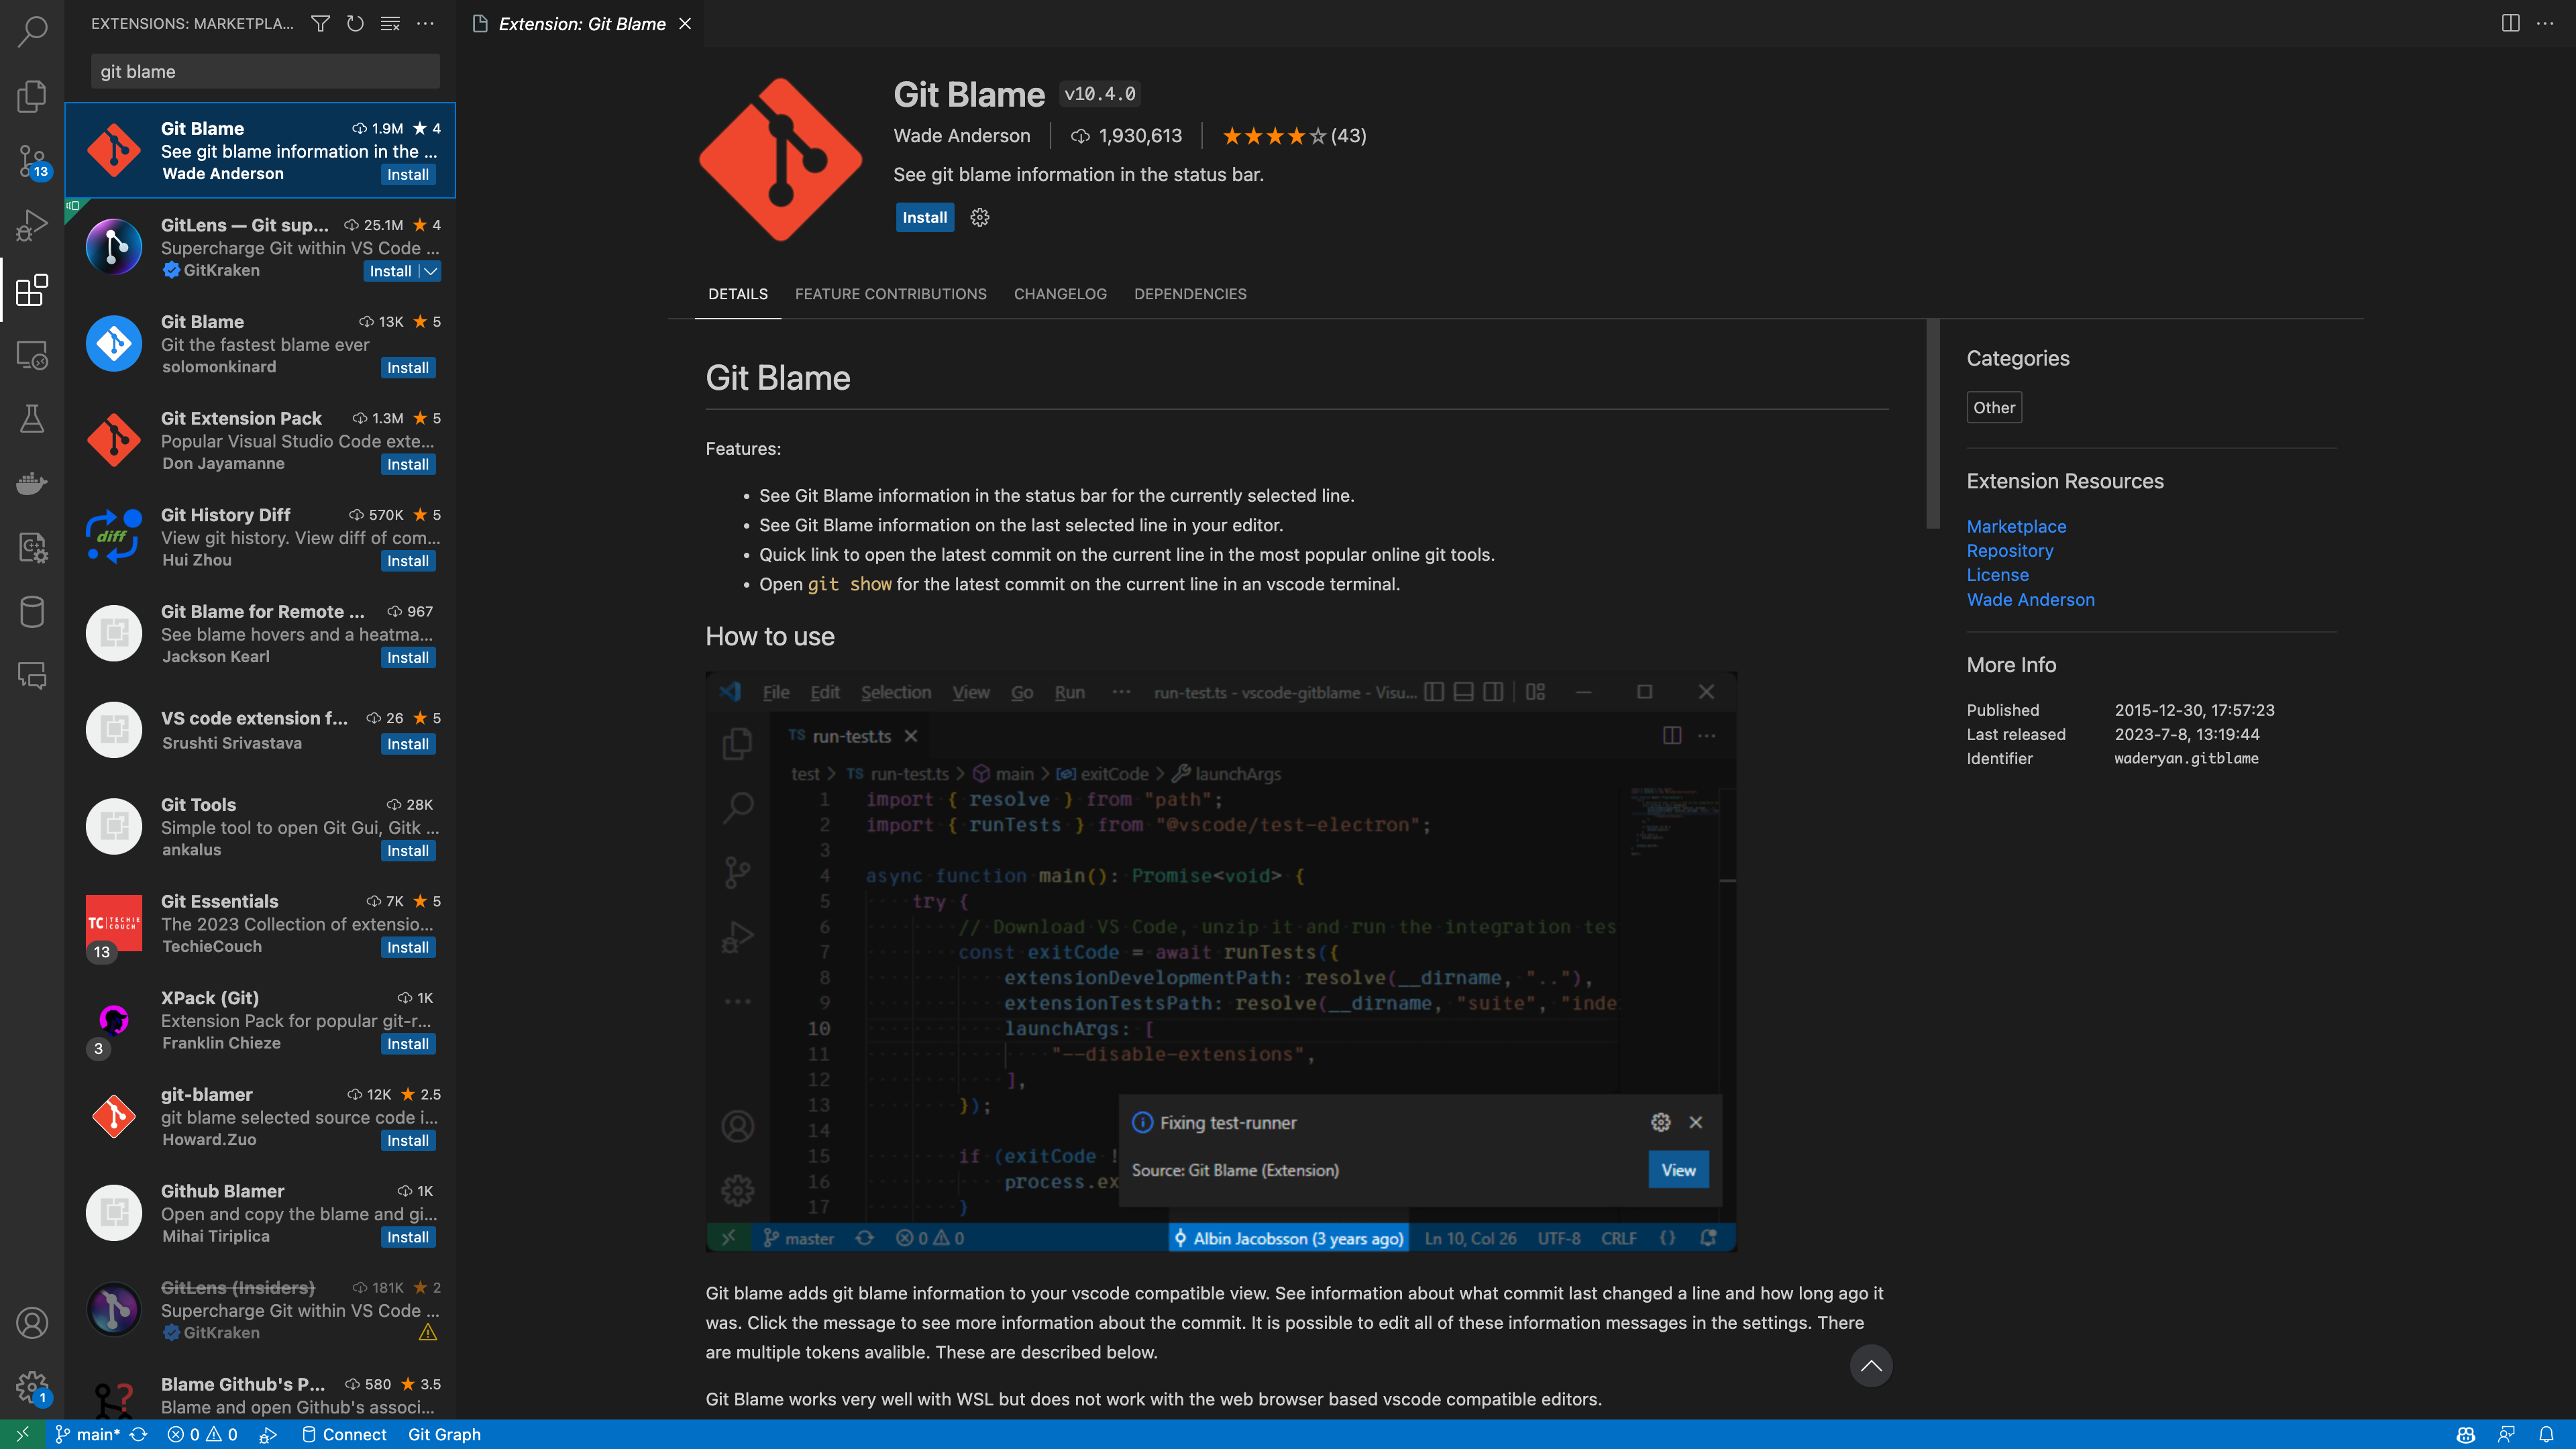 EXTENSIONS: MARKETPLA...
git blame
Git Blame 1.9M ★ 4
See git blame information in the ...
Wade Anderson Install
GitLens — Git sup... 25.1M ★ 4
Supercharge Git within VS Code ...
GitKraken Install
Git Blame 13K ★ 5
Git the fastest blame ever
solomonkinard Install
Git Extension Pack 1.3M ★ 5
Popular Visual Studio Code exte...
Don Jayamanne Install
diff
Git History Diff 570K ★ 5
View git history. View diff of com...
Hui Zhou Install
Git Blame for Remote ... 967
See blame hovers and a heatma...
Jackson Kearl Install
VS code extension f... 26 ★ 5
Srushti Srivastava Install
Git Tools 28K
Simple tool to open Git Gui, Gitk ...
ankalus Install
TC TECHIE COUCH
13
Git Essentials 7K ★ 5
The 2023 Collection of extensio...
TechieCouch Install
3
XPack (Git) 1K
Extension Pack for popular git-r...
Franklin Chieze Install
git-blamer 12K ★ 2.5
git blame selected source code i...
Howard.Zuo Install
Github Blamer 1K
Open and copy the blame and gi...
Mihai Tiriplica Install
GitLens (Insiders) 181K ★ 2
Supercharge Git within VS Code ...
GitKraken
Blame Github's P... 580 ★ 3.5
Blame and open Github's associ...
13
1
Extension: Git Blame
Git Blame v10.4.0
Wade Anderson 1,930,613 ★★★★☆ (43)
See git blame information in the status bar.
Install
DETAILS FEATURE CONTRIBUTIONS CHANGELOG DEPENDENCIES
Git Blame
Features:
• See Git Blame information in the status bar for the currently selected line.
• See Git Blame information on the last selected line in your editor.
• Quick link to open the latest commit on the current line in the most popular online git tools.
• Open git show for the latest commit on the current line in an vscode terminal.
How to use
File Edit Selection View Go Run ··· run-test.ts - vscode-gitblame - Visu...
TS run-test.ts
test > TS run-test.ts > main > exitCode > launchArgs
1 import { resolve } from "path";
2 import { runTests } from "@vscode/test-electron";
3
4 async function main(): Promise<void> {
5 try {
6 // Download VS Code, unzip it and run the integration tes
7 const exitCode = await runTests({
8 extensionDevelopmentPath: resolve(__dirname, ".."),
9 extensionTestsPath: resolve(__dirname, "suite", "inde
10 launchArgs: [
11 "--disable-extensions",
12 ],
13 });
14
15 if (exitCode !
16 process.ex
17 }
Fixing test-runner
Source: Git Blame (Extension) View
master 0 0 Albin Jacobsson (3 years ago) Ln 10, Col 26 UTF-8 CRLF {}
Git blame adds git blame information to your vscode compatible view. See information about what commit last changed a line and how long ago it
was. Click the message to see more information about the commit. It is possible to edit all of these information messages in the settings. There
are multiple tokens avalible. These are described below.
Git Blame works very well with WSL but does not work with the web browser based vscode compatible editors.
Categories
Other
Extension Resources
Marketplace
Repository
License
Wade Anderson
More Info
Published 2015-12-30, 17:57:23
Last released 2023-7-8, 13:19:44
Identifier waderyan.gitblame
main* 0 0 Connect Git Graph